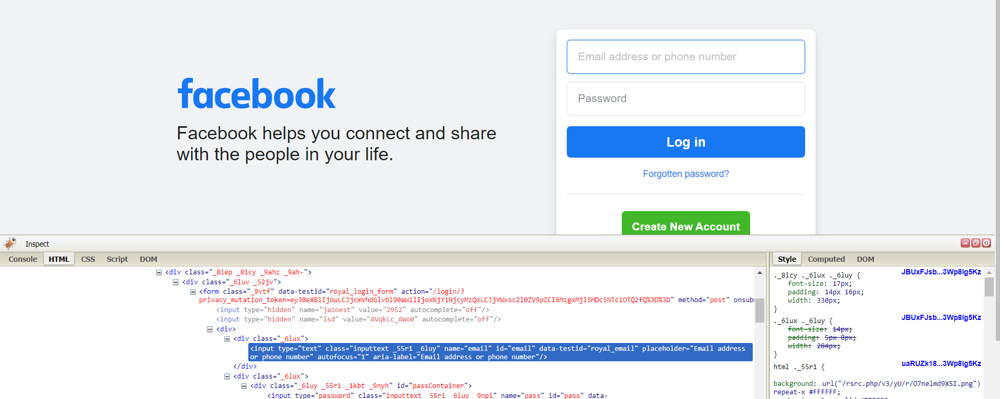 Email address or phone number
Password
Log in
Forgotten password?
Create New Account
facebook
Facebook helps you connect and share
with the people in your life.
Inspect
Console HTML CSS Script DOM
<div class="_8iep _8icy _9ahz _9ah-">
<div class="_6luv _52jv">
<form class="_9vtf" data-testid="royal_login_form" action="/login/?
method="post" onsubm
<input type="hidden" name="jazoest" value="2952" autocomplete="off"/>
<input type="hidden" name="lsd" value="AVqkLc_AWo0" autocomplete="off"/>
<div>
<div class="_6lux">
<input type="text" class="inputtext _55r1 _6luy" name="email" id="email" data-testid="royal_email" placeholder="Email address
or phone number" autofocus="1" aria-label="Email address or phone number"/>
</div>
<div class="_6lux">
<div class="_6luy _55r1 _1kbt _9nyh" id="passContainer">
<input type="password" class="inputtext _55r1 _6luy _9npi" name="pass" id="pass" data-
Style Computed DOM
._8icy ._6lux ._6luy { JBUxFJsb...3Wp8lg5Kz
font-size: 17px;
padding: 14px 16px;
width: 330px;
}
._6lux ._6luy { JBUxFJsb...3Wp8lg5Kz
font-size: 14px;
padding: 5px 8px;
width: 284px;
}
html ._55r1 { uaRUZk18...3Wp8lg5Kz
background: url("/rsrc.php/v3/yU/r/O7nelmd9XSI.png")
repeat-x #FFFFFF;